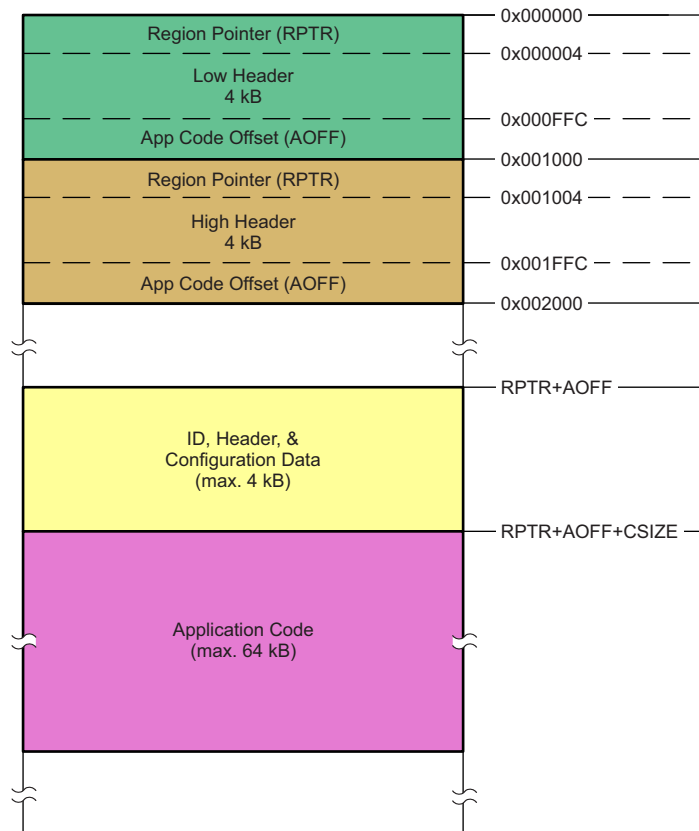 Region Pointer (RPTR)
Low Header
4 kB
App Code Offset (AOFF)
Region Pointer (RPTR)
High Header
4 kB
App Code Offset (AOFF)
ID, Header, &
Configuration Data
(max. 4 kB)
Application Code
(max. 64 kB)
0x000000
0x000004
0x000FFC
0x001000
0x001004
0x001FFC
0x002000
RPTR+AOFF
RPTR+AOFF+CSIZE